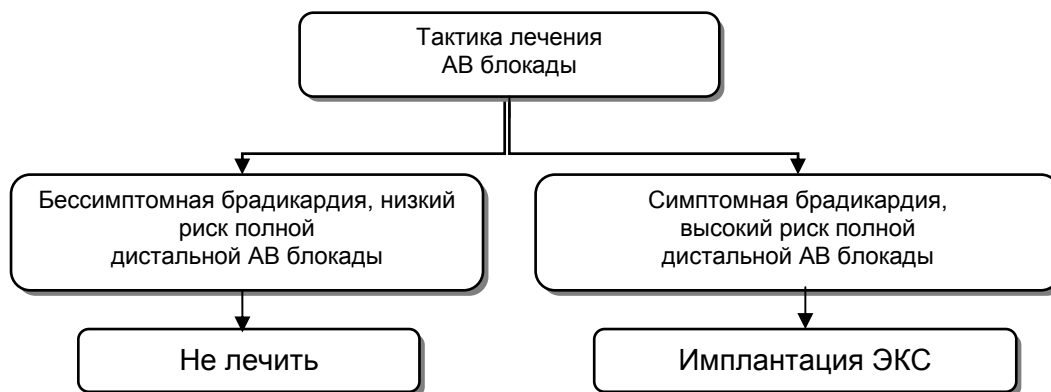 Тактика лечения
АВ блокады
Бессимптомная брадикардия, низкий
риск полной
дистальной АВ блокады
Симптомная брадикардия,
высокий риск полной
дистальной АВ блокады
Не лечить
Имплантация ЭКС